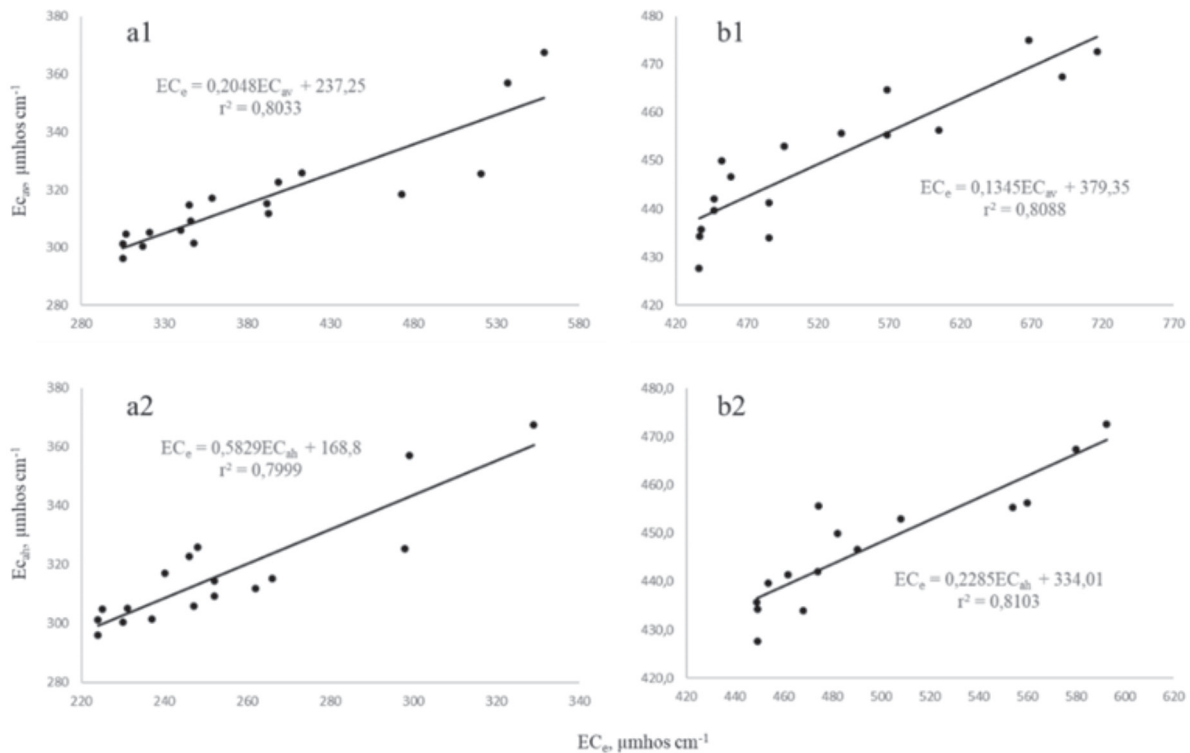 a1
ECe = 0,2048ECav + 237,25
r² = 0,8033
Ecav, μmhos cm⁻¹
380
360
340
320
300
280
280 330 380 430 480 530 580
b1
ECe = 0,1345ECav + 379,35
r² = 0,8088
480
470
460
450
440
430
420
420 470 520 570 620 670 720 770
a2
ECe = 0,5829ECah + 168,8
r² = 0,7999
Ecah, μmhos cm⁻¹
380
360
340
320
300
280
220 240 260 280 300 320 340
b2
ECe = 0,2285ECah + 334,01
r² = 0,8103
480,0
470,0
460,0
450,0
440,0
430,0
420,0
420 440 460 480 500 520 540 560 580 600 620
ECe, μmhos cm⁻¹